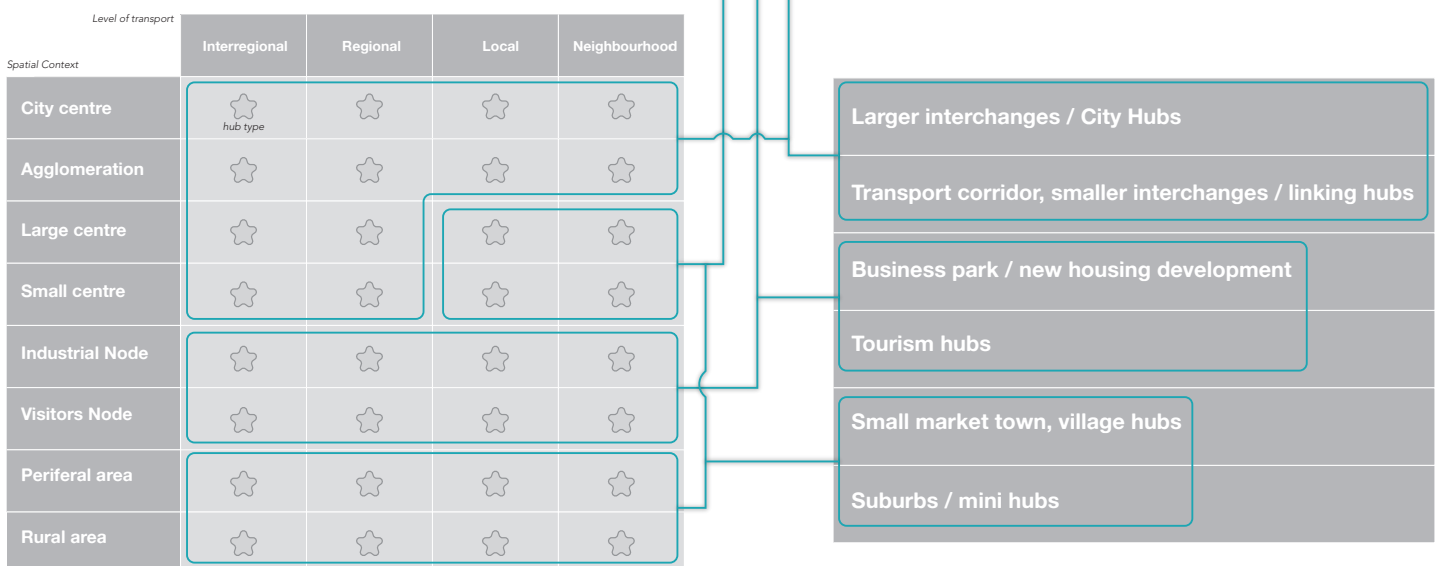 Level of transport
Spatial Context
Interregional
Regional
Local
Neighbourhood
City centre
hub type
Agglomeration
Large centre
Small centre
Industrial Node
Visitors Node
Periferal area
Rural area
Larger interchanges / City Hubs
Transport corridor, smaller interchanges / linking hubs
Business park / new housing development
Tourism hubs
Small market town, village hubs
Suburbs / mini hubs